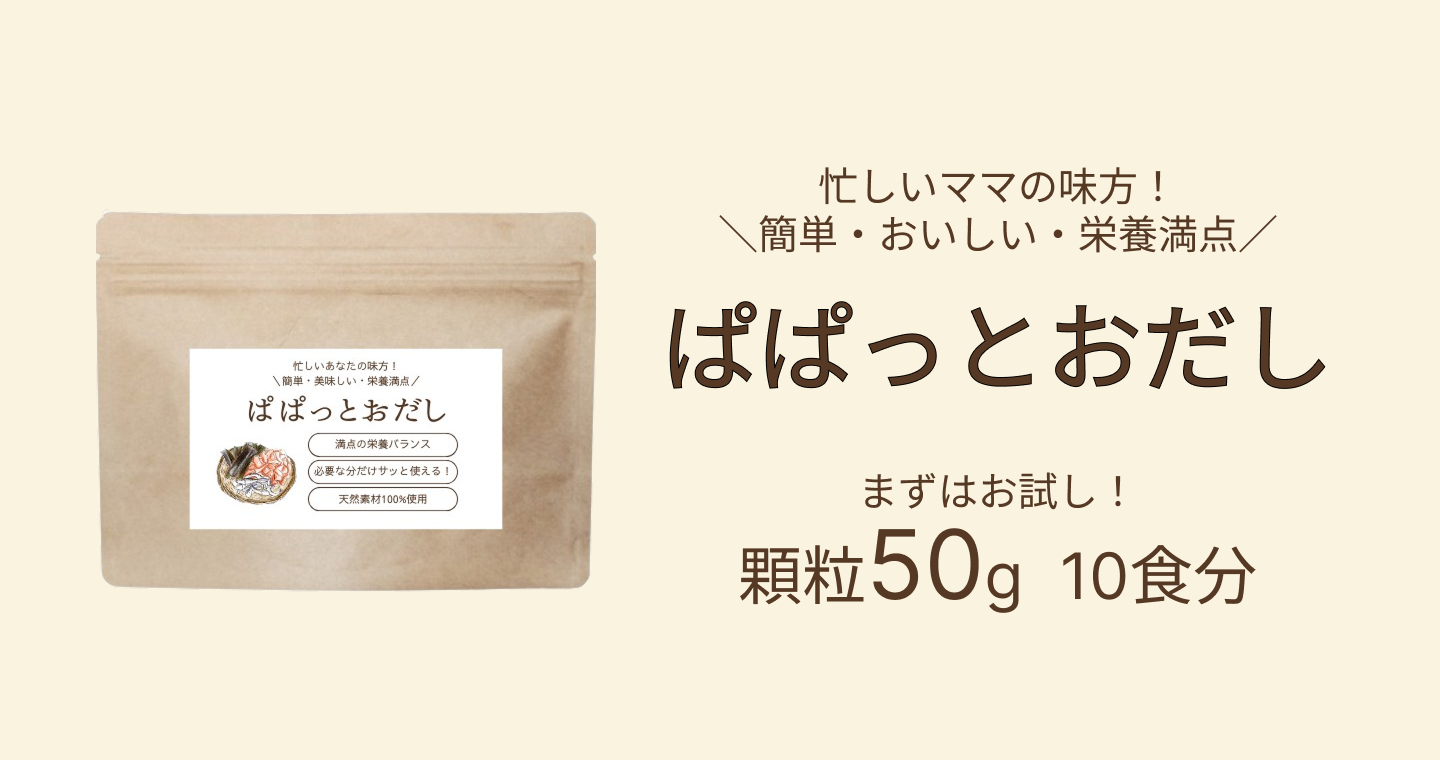 忙しいママの味方！
＼簡単・おいしい・栄養満点／
ぱぱっとおだし
まずはお試し！
顆粒50g 10食分
忙しいあなたの味方！
＼簡単・美味しい・栄養満点／
ぱぱっとおだし
満点の栄養バランス
必要な分だけサッと使える！
天然素材100%使用